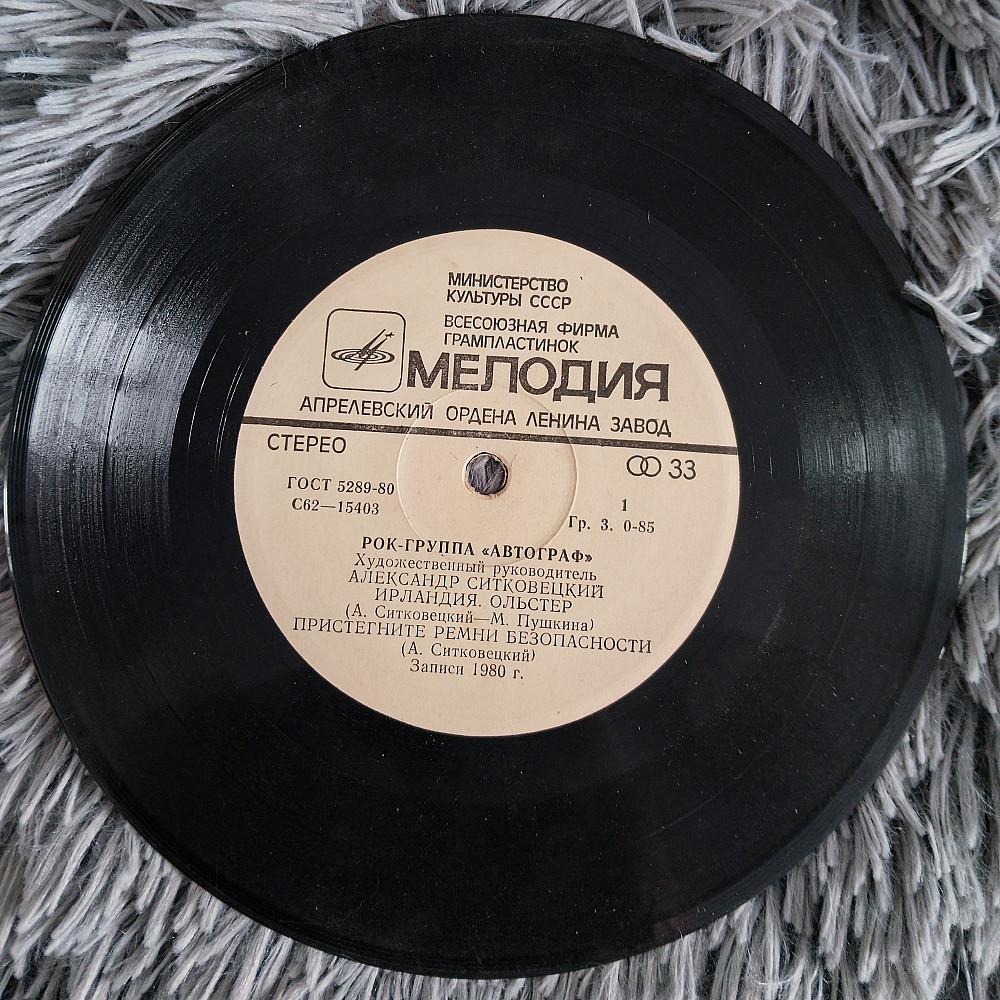 МИНИСТЕРСТВО
КУЛЬТУРЫ СССР
ВСЕСОЮЗНАЯ ФИРМА
ГРАМПЛАСТИНОК
МЕЛОДИЯ
АПРЕЛЕВСКИЙ ОРДЕНА ЛЕНИНА ЗАВОД
СТЕРЕО
33
ГОСТ 5289-80
С62—15403
1
Гр. 3. 0-85
РОК-ГРУППА «АВТОГРАФ»
Художественный руководитель
АЛЕКСАНДР СИТКОВЕЦКИЙ
ИРЛАНДИЯ. ОЛЬСТЕР
(А. Ситковецкий—М. Пушкина)
ПРИСТЕГНИТЕ РЕМНИ БЕЗОПАСНОСТИ
(А. Ситковецкий)
Записи 1980 г.